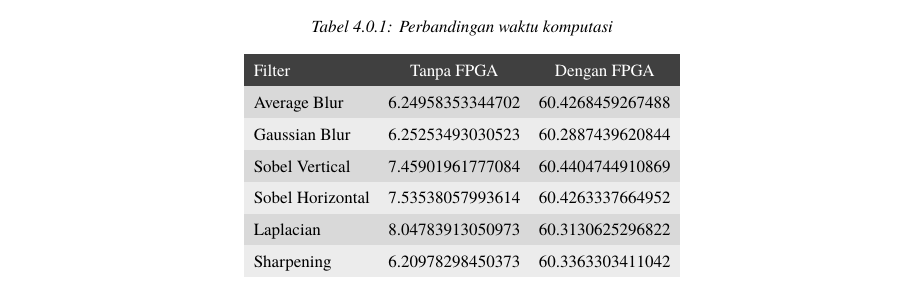 Tabel 4.0.1: Perbandingan waktu komputasi
Filter Tanpa FPGA Dengan FPGA
Average Blur 6.24958353344702 60.4268459267488
Gaussian Blur 6.25253493030523 60.2887439620844
Sobel Vertical 7.45901961777084 60.4404744910869
Sobel Horizontal 7.53538057993614 60.4263337664952
Laplacian 8.04783913050973 60.3130625296822
Sharpening 6.20978298450373 60.3363303411042